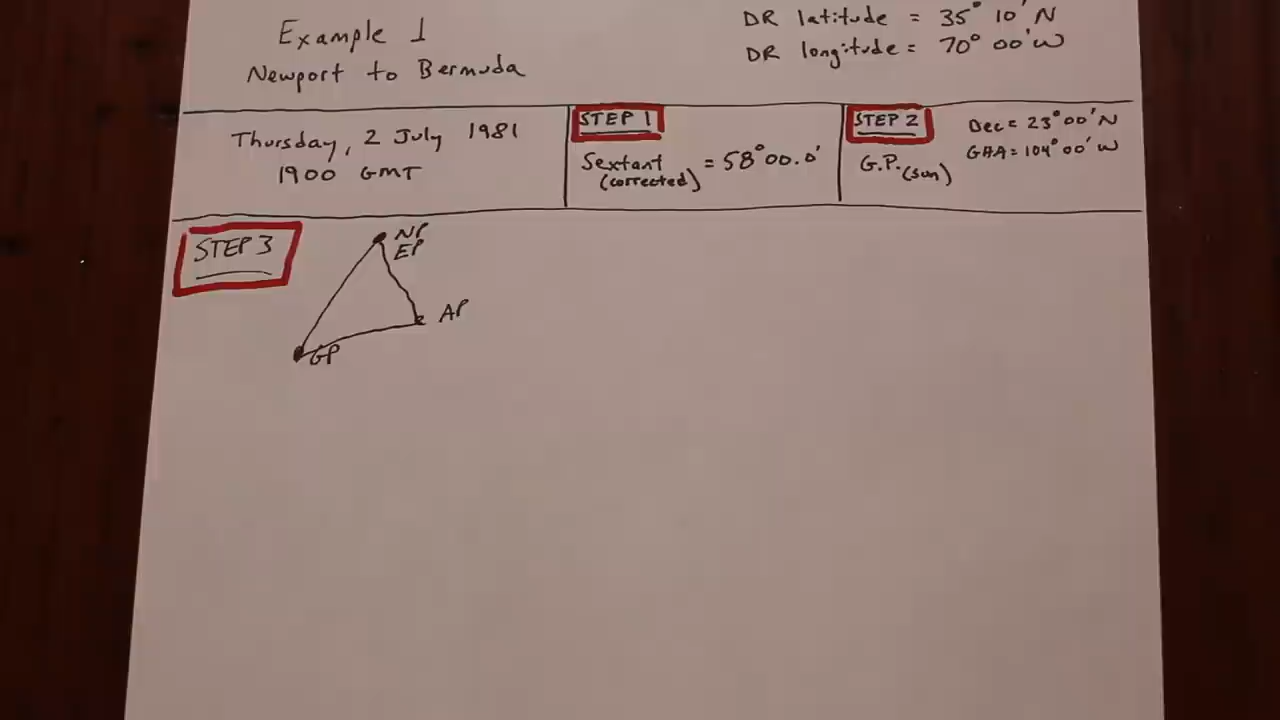 Example 1
Newport to Bermuda
DR latitude = 35° 10' N
DR longitude = 70° 00' W
Thursday, 2 July 1981
1900 GMT
STEP 1
Sextant = 58° 00.0'
(corrected)
STEP 2
Dec = 23° 00' N
GHA = 104° 00' W
G.P. (sun)
STEP 3
NP
EP
AP
GP